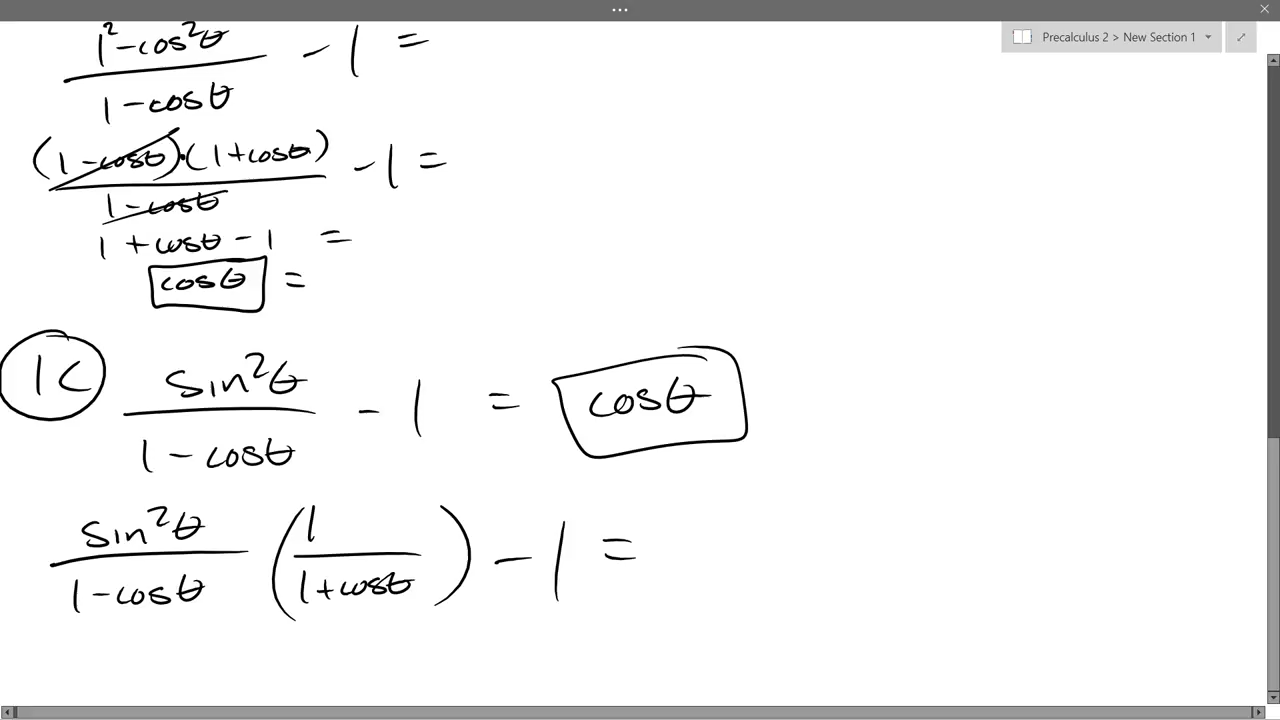 Precalculus 2 > New Section 1
1²-cos²θ / 1-cosθ - 1 =
(1-cosθ)·(1+cosθ) / 1-cosθ - 1 =
1+cosθ-1 =
cosθ =
1c sin²θ / 1-cosθ - 1 = cosθ
sin²θ / 1-cosθ (1 / 1+cosθ) - 1 =